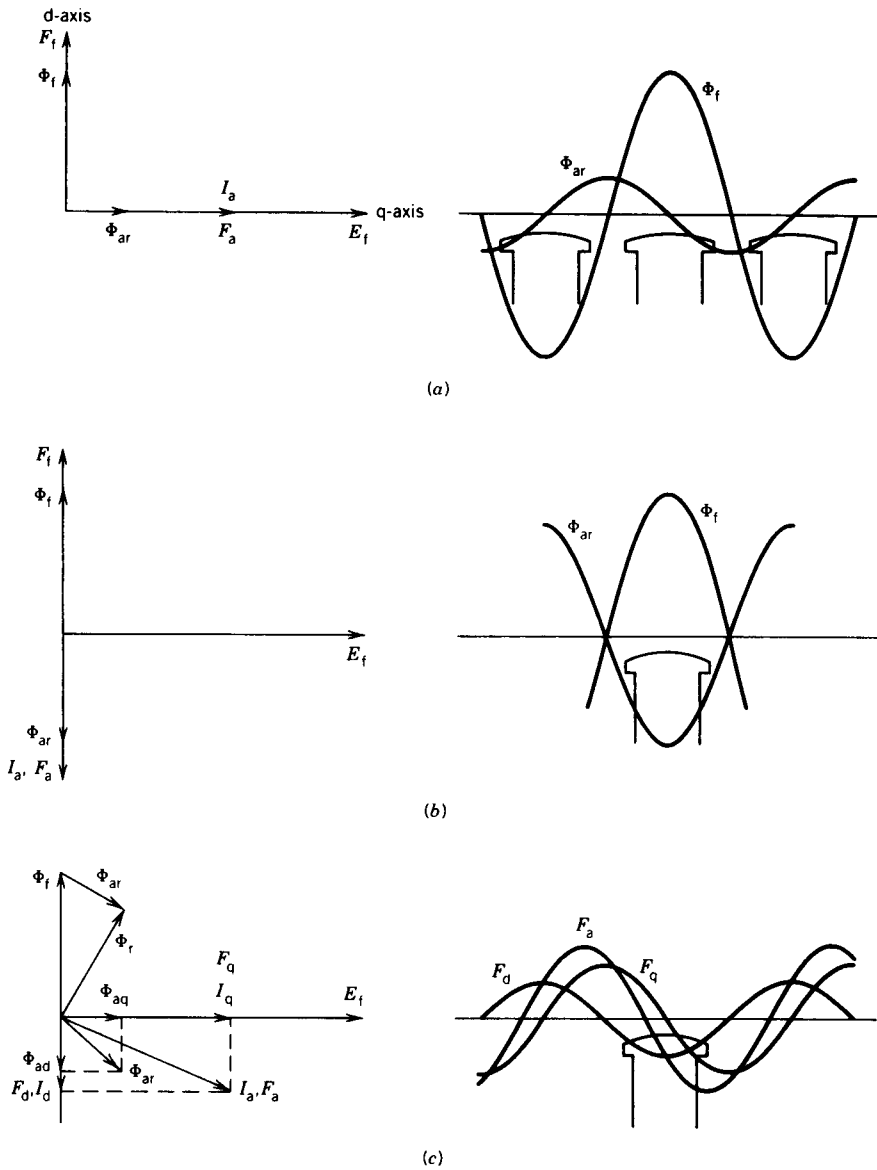 d-axis
F_f
Φ_f
I_a
q-axis
Φ_ar
F_a
E_f
Φ_f
Φ_ar
(a)
F_f
Φ_f
E_f
Φ_ar
I_a, F_a
Φ_ar
Φ_f
(b)
Φ_f
Φ_ar
Φ_r
F_q
Φ_aq
I_q
E_f
Φ_ad
Φ_ar
F_d, I_d
I_a, F_a
F_a
F_d
F_q
(c)